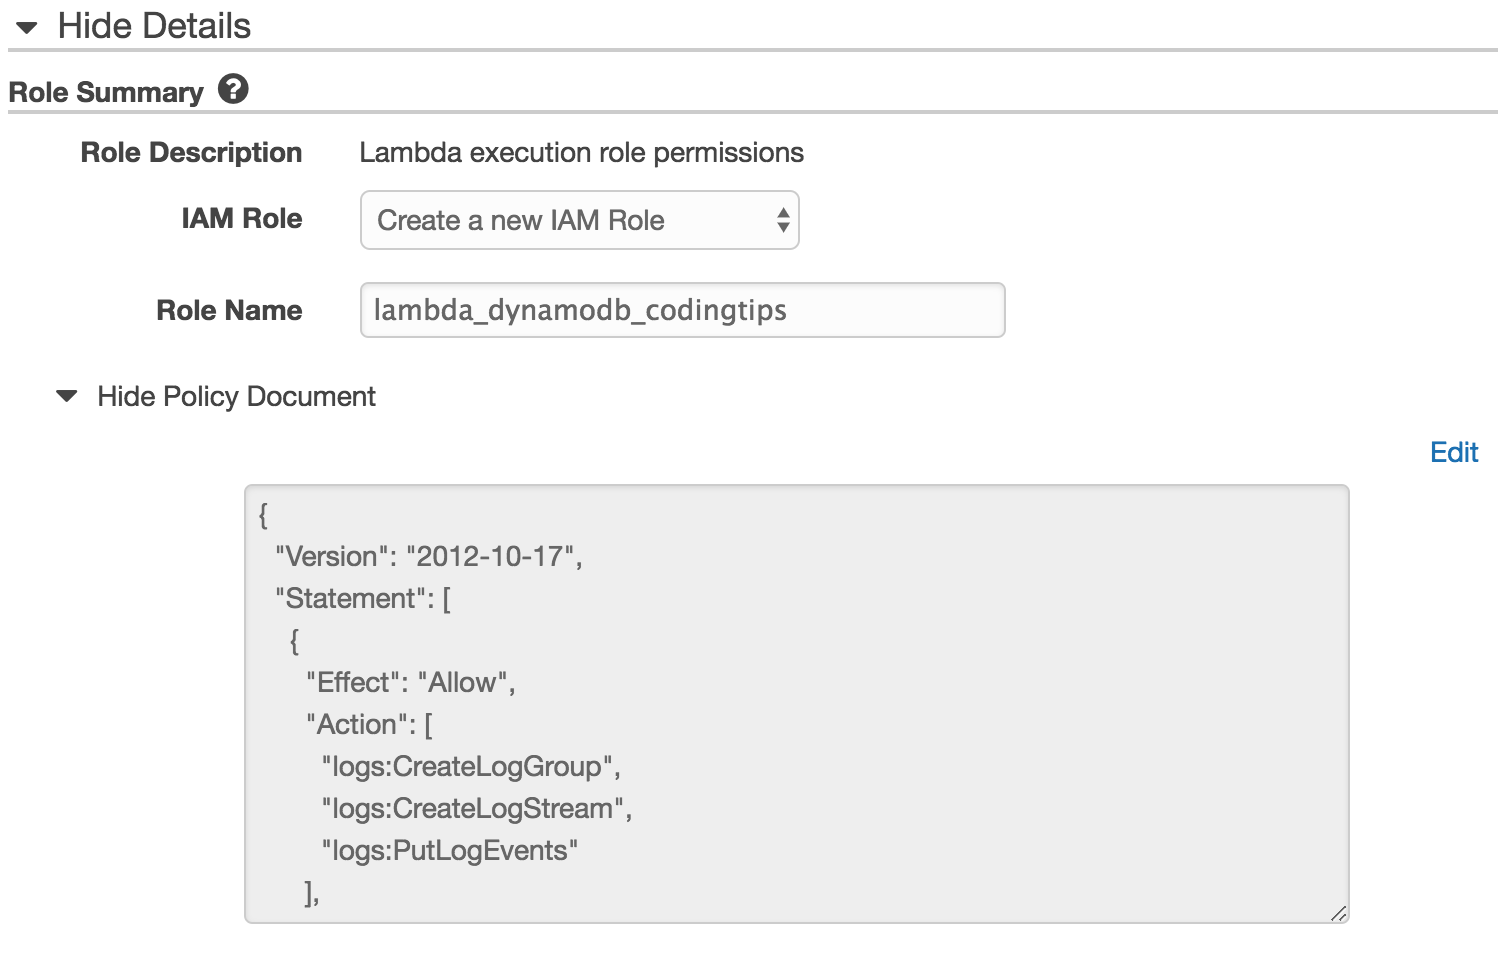 Hide Details
Role Summary ?
Role Description Lambda execution role permissions
IAM Role Create a new IAM Role
Role Name lambda_dynamodb_codingtips
Hide Policy Document
Edit
{
"Version": "2012-10-17",
"Statement": [
{
"Effect": "Allow",
"Action": [
"logs:CreateLogGroup",
"logs:CreateLogStream",
"logs:PutLogEvents"
],